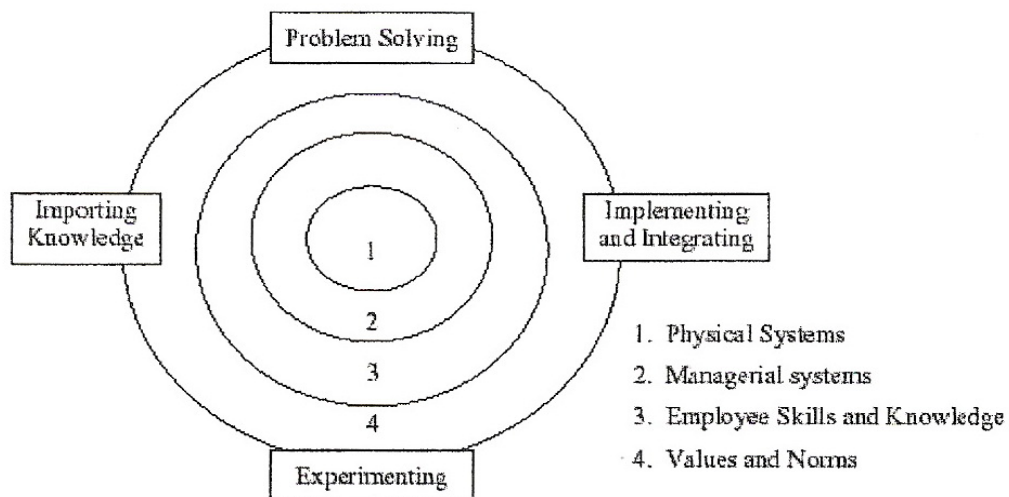 Problem Solving
Importing
Knowledge
Implementing
and Integrating
1
2
3
4
Experimenting
1. Physical Systems
2. Managerial systems
3. Employee Skills and Knowledge
4. Values and Norms